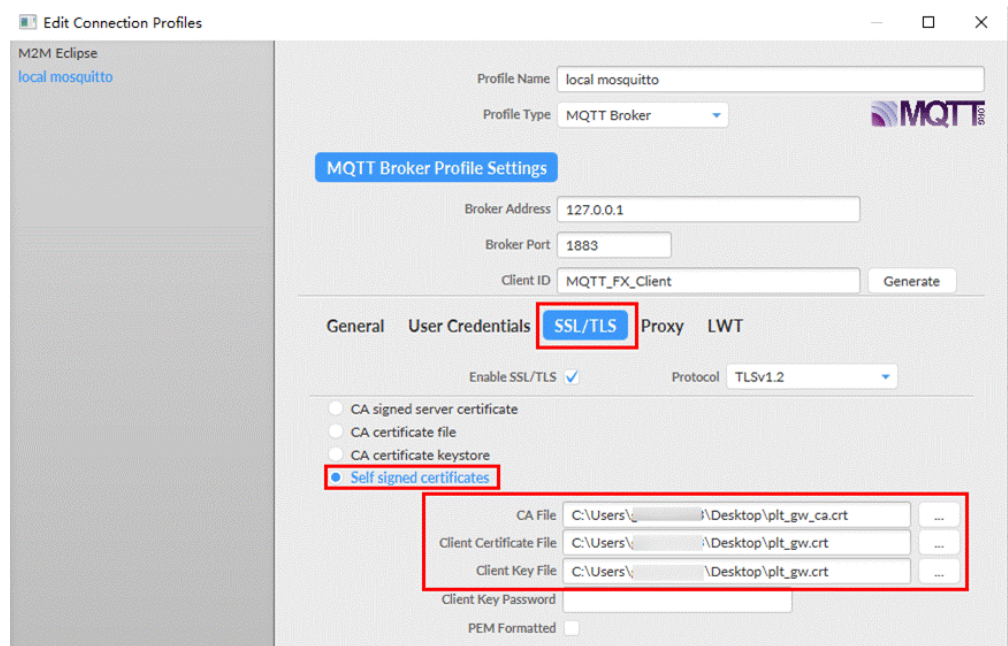 Edit Connection Profiles
M2M Eclipse
local mosquitto
Profile Name local mosquitto
Profile Type MQTT Broker
MQTT.ORG
MQTT Broker Profile Settings
Broker Address 127.0.0.1
Broker Port 1883
Client ID MQTT_FX_Client Generate
General User Credentials SSL/TLS Proxy LWT
Enable SSL/TLS Protocol TLSv1.2
CA signed server certificate
CA certificate file
CA certificate keystore
Self signed certificates
CA File C:\Users\ \Desktop\plt_gw_ca.crt ...
Client Certificate File C:\Users\ \Desktop\plt_gw.crt ...
Client Key File C:\Users\ \Desktop\plt_gw.crt ...
Client Key Password
PEM Formatted